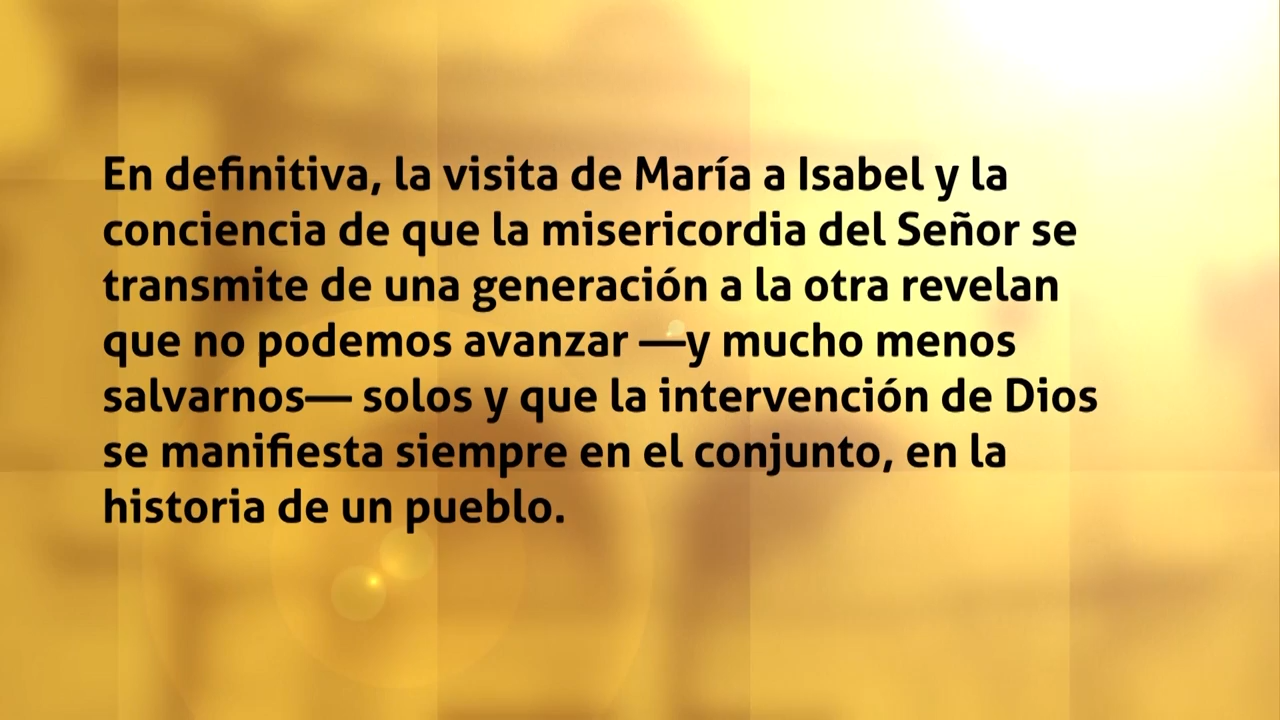 En definitiva, la visita de María a Isabel y la
conciencia de que la misericordia del Señor se
transmite de una generación a la otra revelan
que no podemos avanzar —y mucho menos
salvarnos— solos y que la intervención de Dios
se manifiesta siempre en el conjunto, en la
historia de un pueblo.